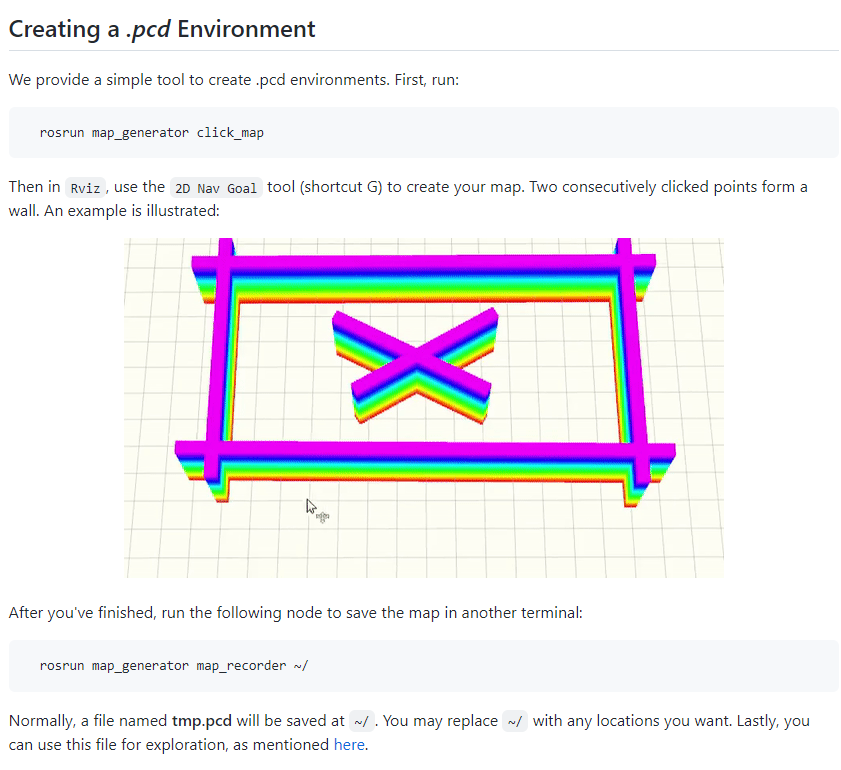 Creating a .pcd Environment
We provide a simple tool to create .pcd environments. First, run:
rosrun map_generator click_map
Then in Rviz , use the 2D Nav Goal tool (shortcut G) to create your map. Two consecutively clicked points form a
wall. An example is illustrated:
After you've finished, run the following node to save the map in another terminal:
rosrun map_generator map_recorder ~/
Normally, a file named tmp.pcd will be saved at ~/ . You may replace ~/ with any locations you want. Lastly, you
can use this file for exploration, as mentioned here.